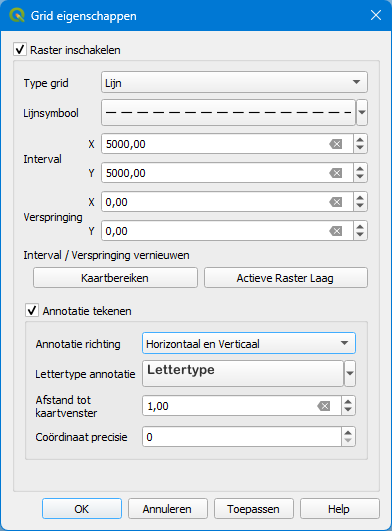 Grid eigenschappen
Raster inschakelen
Type grid Lijn
Lijnsymbool
Interval
X 5000,00
Y 5000,00
Verspringing
X 0,00
Y 0,00
Interval / Verspringing vernieuwen
Kaartbereiken Actieve Raster Laag
Annotatie tekenen
Annotatie richting Horizontaal en Verticaal
Lettertype annotatie Lettertype
Afstand tot
kaartvenster 1,00
Coördinaat precisie 0
OK Annuleren Toepassen Help